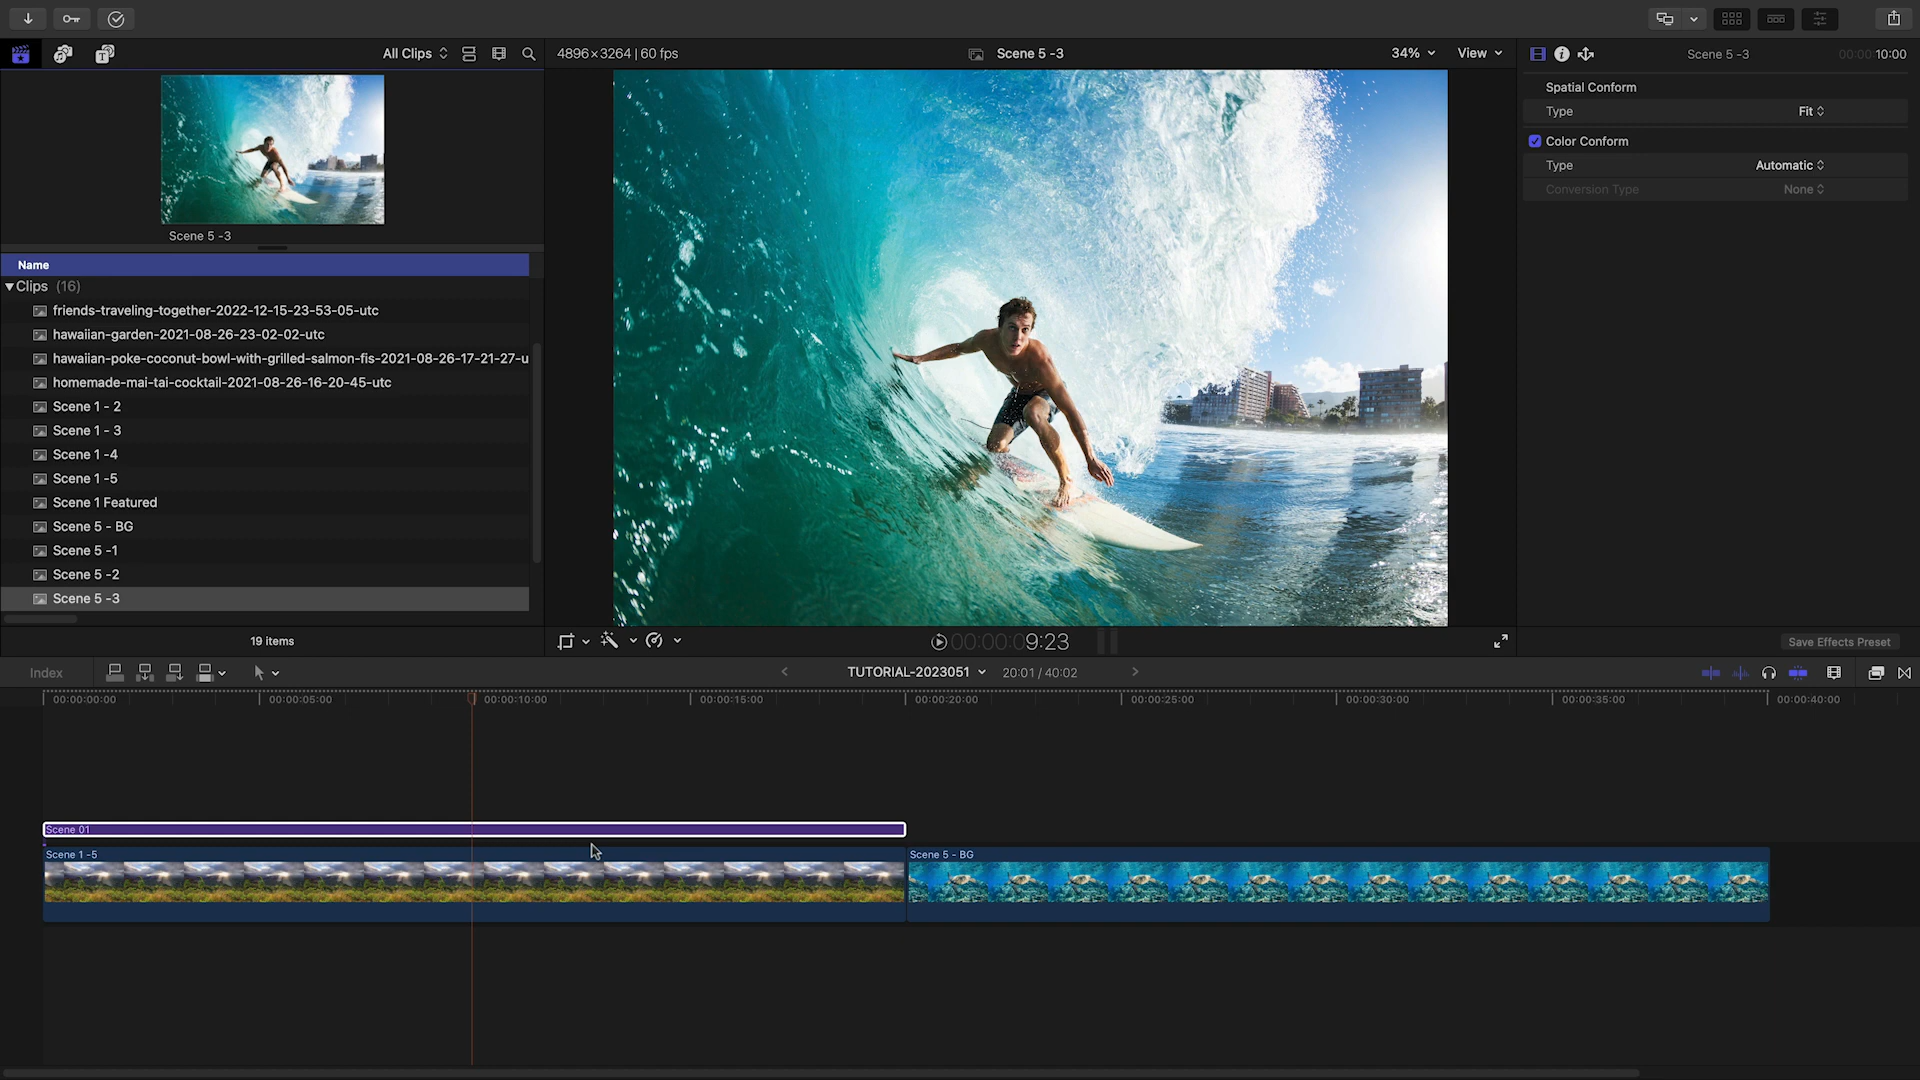 All Clips
4896×3264 | 60 fps
Scene 5 -3
34%
View
Scene 5 -3
00:00:10:00
Scene 5 -3
Spatial Conform
Type
Fit
Color Conform
Type
Automatic
Conversion Type
None
Name
Clips (16)
friends-traveling-together-2022-12-15-23-53-05-utc
hawaiian-garden-2021-08-26-23-02-02-utc
hawaiian-poke-coconut-bowl-with-grilled-salmon-fis-2021-08-26-17-21-27-u
homemade-mai-tai-cocktail-2021-08-26-16-20-45-utc
Scene 1 - 2
Scene 1 - 3
Scene 1 -4
Scene 1 -5
Scene 1 Featured
Scene 5 - BG
Scene 5 -1
Scene 5 -2
Scene 5 -3
19 items
00:00:09:23
Save Effects Preset
Index
TUTORIAL-2023051
20:01 / 40:02
00:00:00:00
00:00:05:00
00:00:10:00
00:00:15:00
00:00:20:00
00:00:25:00
00:00:30:00
00:00:35:00
00:00:40:00
Scene 01
Scene 1 -5
Scene 5 - BG